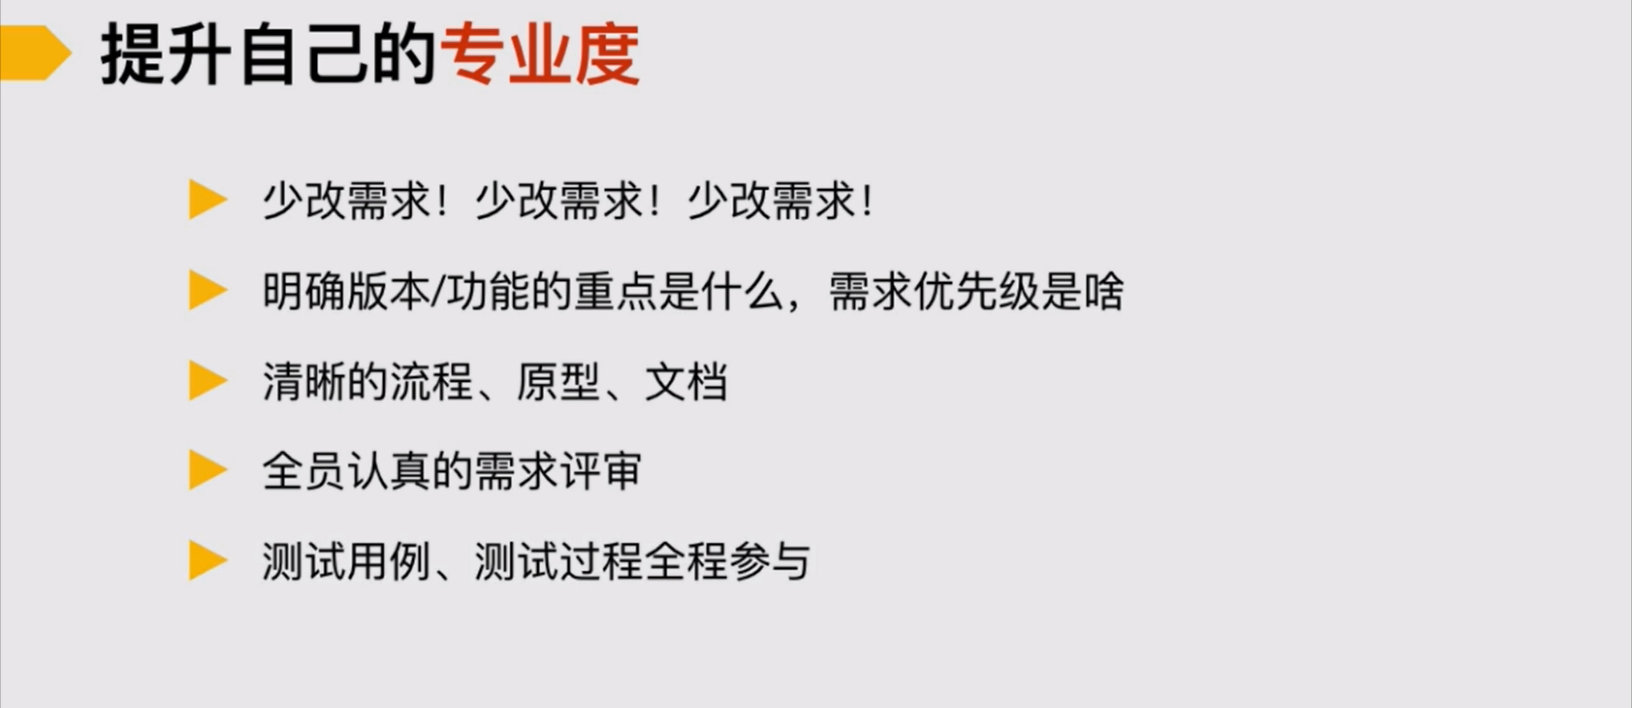 提升自己的专业度
少改需求！少改需求！少改需求！
明确版本/功能的重点是什么，需求优先级是啥
清晰的流程、原型、文档
全员认真的需求评审
测试用例、测试过程全程参与